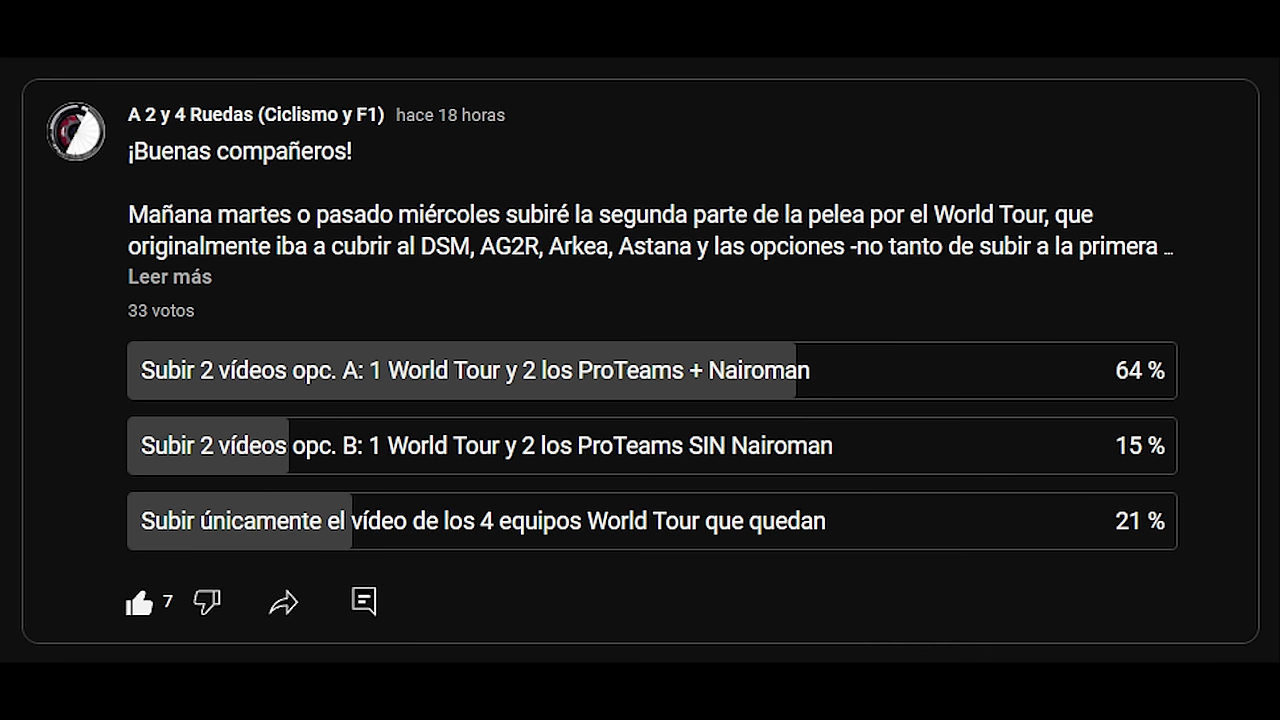 A 2 y 4 Ruedas (Ciclismo y F1) hace 18 horas
¡Buenas compañeros!
Mañana martes o pasado miércoles subiré la segunda parte de la pelea por el World Tour, que
originalmente iba a cubrir al DSM, AG2R, Arkea, Astana y las opciones -no tanto de subir a la primera ...
Leer más
33 votos
Subir 2 vídeos opc. A: 1 World Tour y 2 los ProTeams + Nairoman 64 %
Subir 2 vídeos opc. B: 1 World Tour y 2 los ProTeams SIN Nairoman 15 %
Subir únicamente el vídeo de los 4 equipos World Tour que quedan 21 %
7